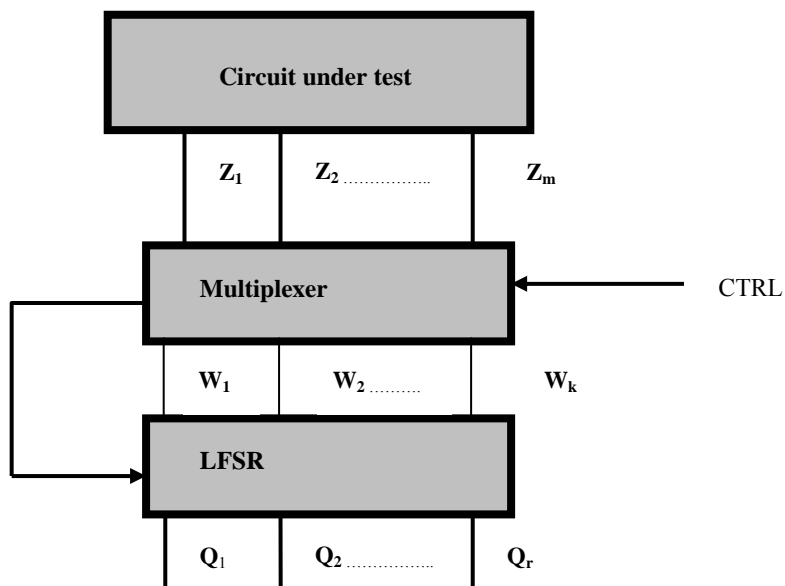 Circuit under test
Z₁ Z₂ ................. Zₘ
Multiplexer CTRL
W₁ W₂ .......... Wₖ
LFSR
Q₁ Q₂ ................. Qᵣ